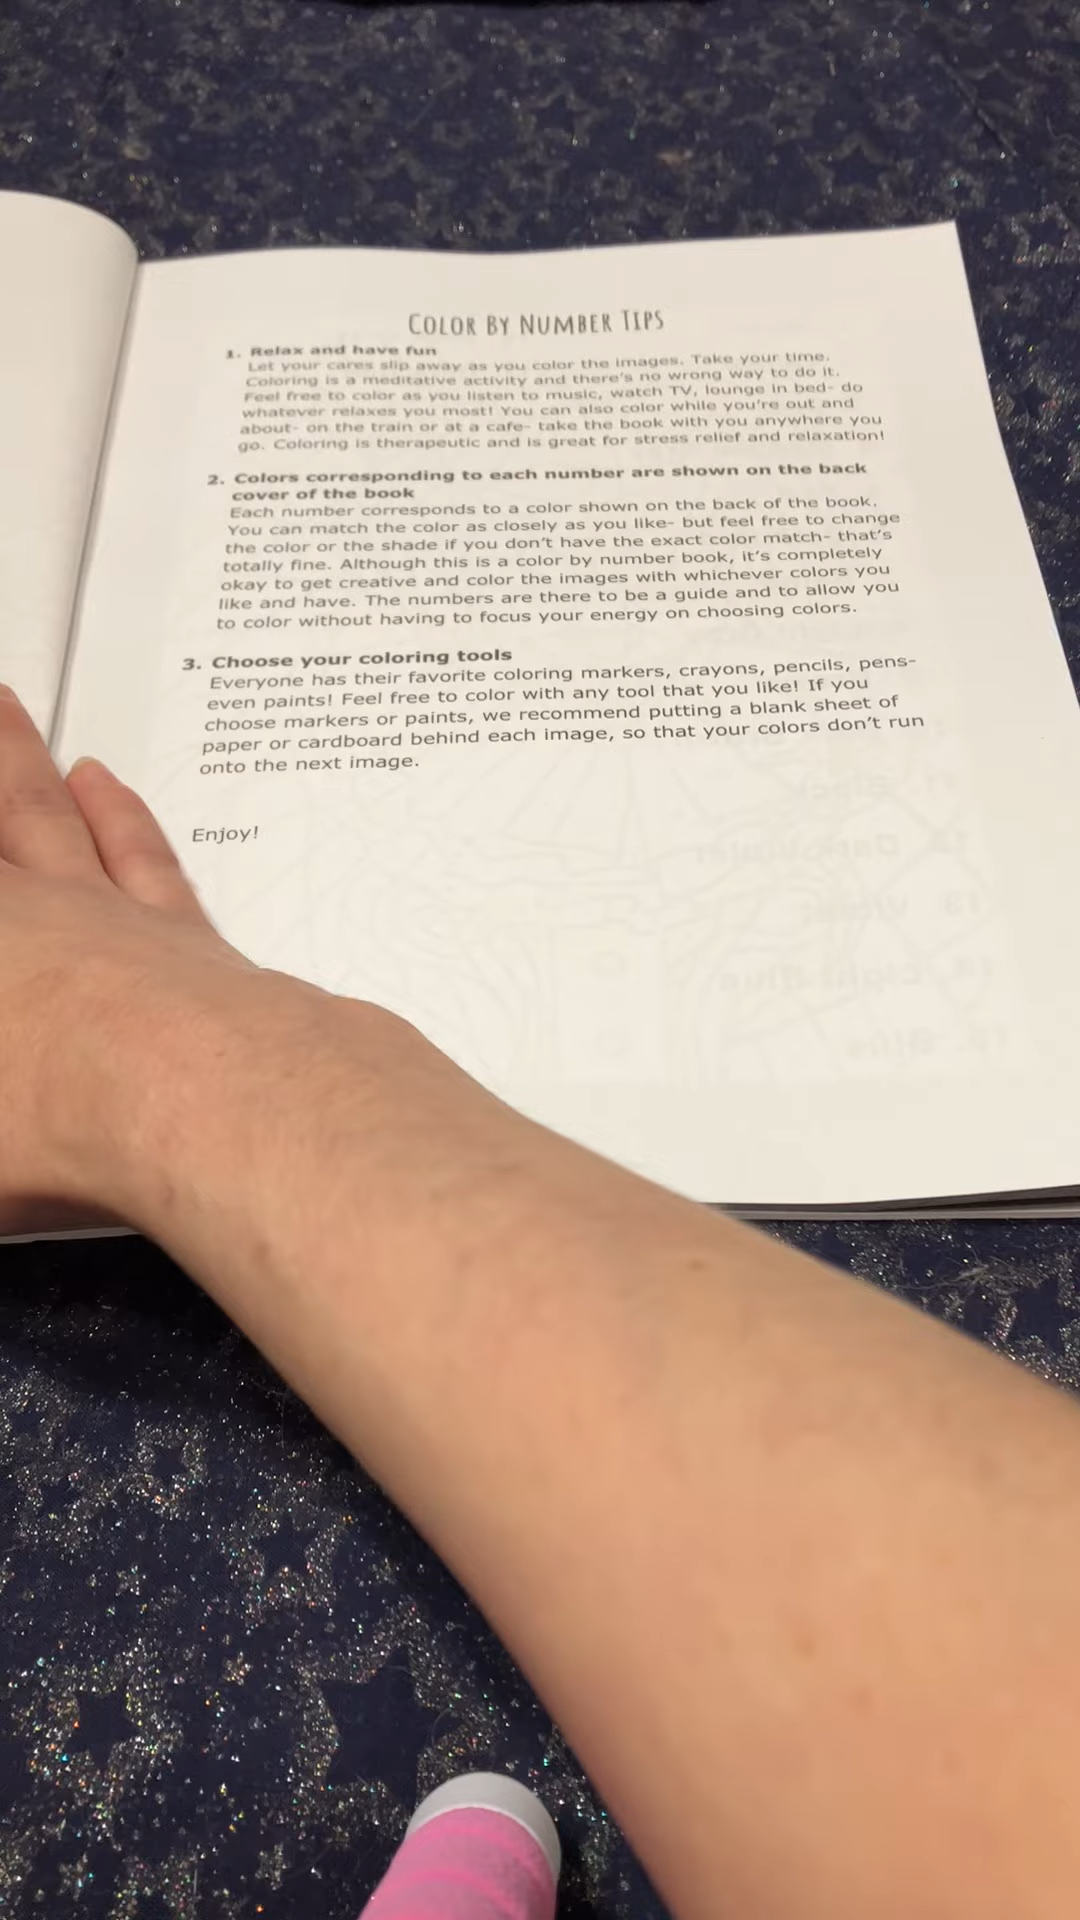 COLOR BY NUMBER TIPS
1. Relax and have fun
Let your cares slip away as you color the images. Take your time.
Coloring is a meditative activity and there's no wrong way to do it.
Feel free to color as you listen to music, watch TV, lounge in bed- do
whatever relaxes you most! You can also color while you're out and
about- on the train or at a cafe- take the book with you anywhere you
go. Coloring is therapeutic and is great for stress relief and relaxation!
2. Colors corresponding to each number are shown on the back
cover of the book
Each number corresponds to a color shown on the back of the book.
You can match the color as closely as you like- but feel free to change
the color or the shade if you don't have the exact color match- that's
totally fine. Although this is a color by number book, it's completely
okay to get creative and color the images with whichever colors you
like and have. The numbers are there to be a guide and to allow you
to color without having to focus your energy on choosing colors.
3. Choose your coloring tools
Everyone has their favorite coloring markers, crayons, pencils, pens-
even paints! Feel free to color with any tool that you like! If you
choose markers or paints, we recommend putting a blank sheet of
paper or cardboard behind each image, so that your colors don't run
onto the next image.
Enjoy!